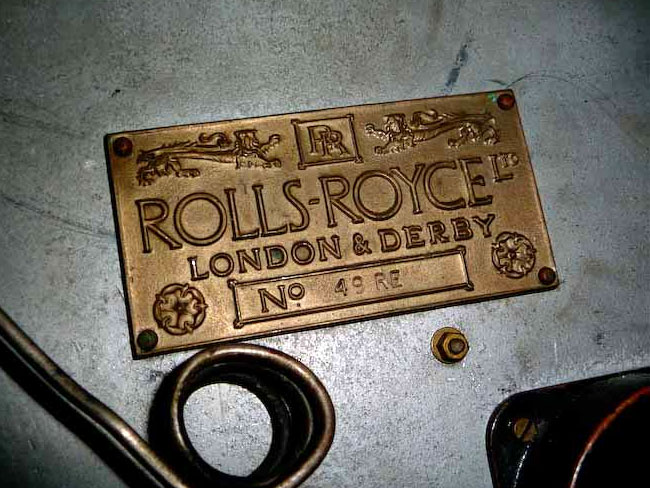 RR
ROLLS-ROYCE LTD
LONDON & DERBY
No 49 RE